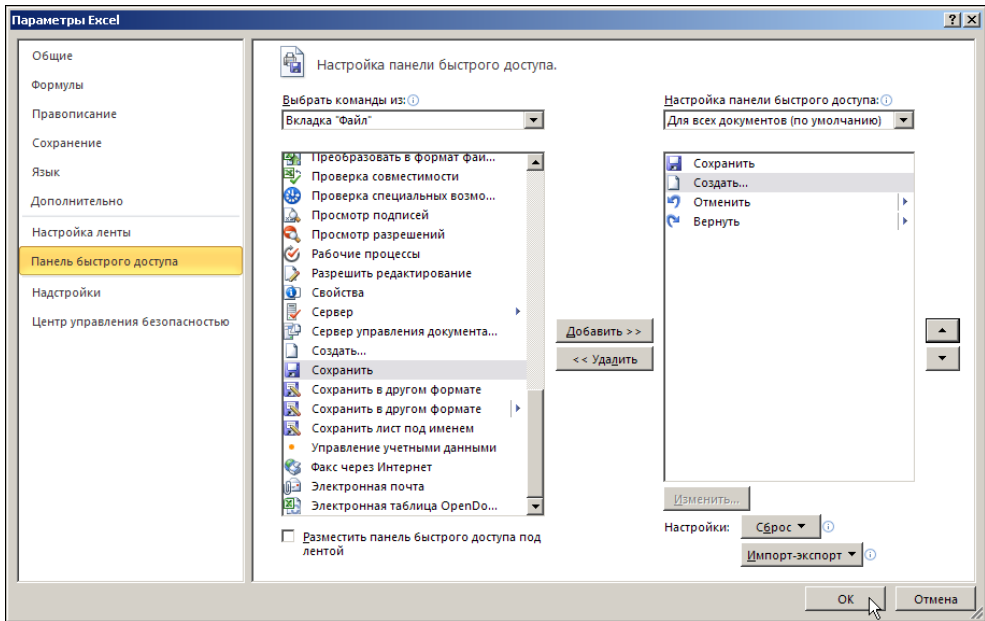 Параметры Excel
Общие
Формулы
Правописание
Сохранение
Язык
Дополнительно
Настройка ленты
Панель быстрого доступа
Надстройки
Центр управления безопасностью
Настройка панели быстрого доступа.
Выбрать команды из:
Вкладка "Файл"
Преобразовать в формат фай...
Проверка совместимости
Проверка специальных возмо...
Просмотр подписей
Просмотр разрешений
Рабочие процессы
Разрешить редактирование
Свойства
Сервер
Сервер управления документа...
Создать...
Сохранить
Сохранить в другом формате
Сохранить в другом формате
Сохранить лист под именем
Управление учетными данными
Факс через Интернет
Электронная почта
Электронная таблица OpenDo...
Разместить панель быстрого доступа под
лентой
Добавить >>
<< Удалить
Настройка панели быстрого доступа:
Для всех документов (по умолчанию)
Сохранить
Создать...
Отменить
Вернуть
Изменить...
Настройки: Сброс
Импорт-экспорт
ОК Отмена